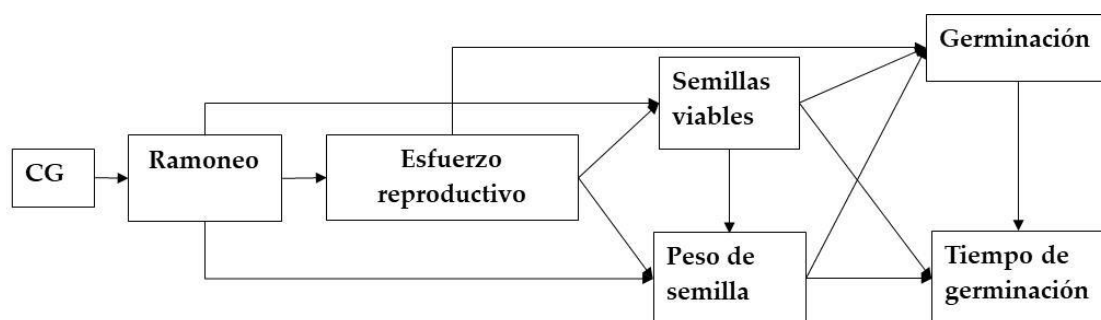 CG
Ramoneo
Esfuerzo
reproductivo
Semillas
viables
Peso de
semilla
Germinación
Tiempo de
germinación